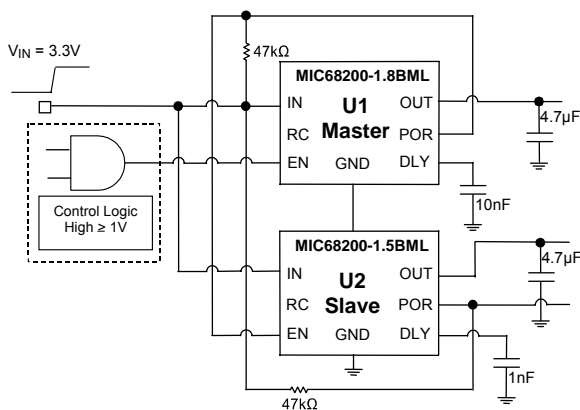 V_IN = 3.3V
47kΩ
MIC68200-1.8BML
IN
U1
OUT
4.7µF
RC
Master
POR
EN
GND
DLY
Control Logic
High ≥ 1V
10nF
MIC68200-1.5BML
IN
U2
OUT
4.7µF
RC
Slave
POR
EN
GND
DLY
1nF
47kΩ